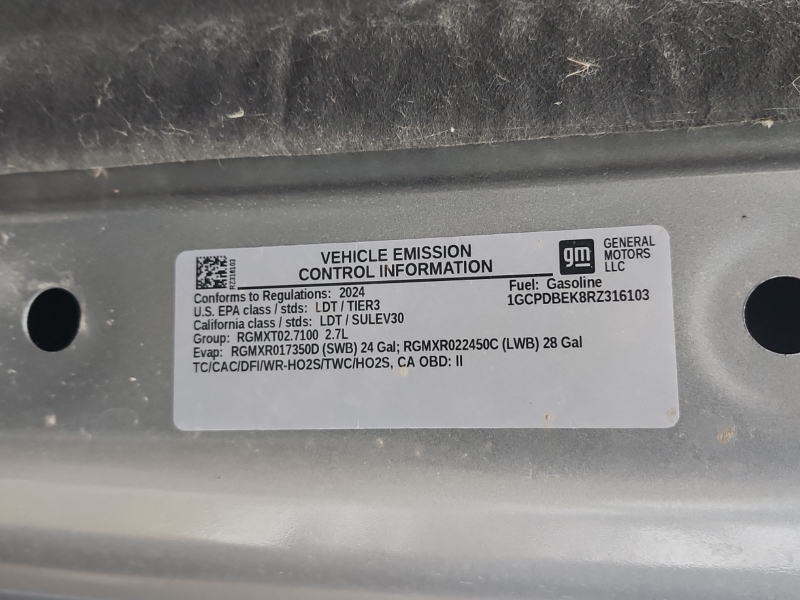 RZ316103
VEHICLE EMISSION
CONTROL INFORMATION
gm
GENERAL
MOTORS
LLC
Conforms to Regulations: 2024
Fuel: Gasoline
U.S. EPA class / stds: LDT / TIER3
1GCPDBEK8RZ316103
California class / stds: LDT / SULEV30
Group: RGMXT02.7100 2.7L
Evap: RGMXR017350D (SWB) 24 Gal; RGMXR022450C (LWB) 28 Gal
TC/CAC/DFI/WR-HO2S/TWC/HO2S, CA OBD: II